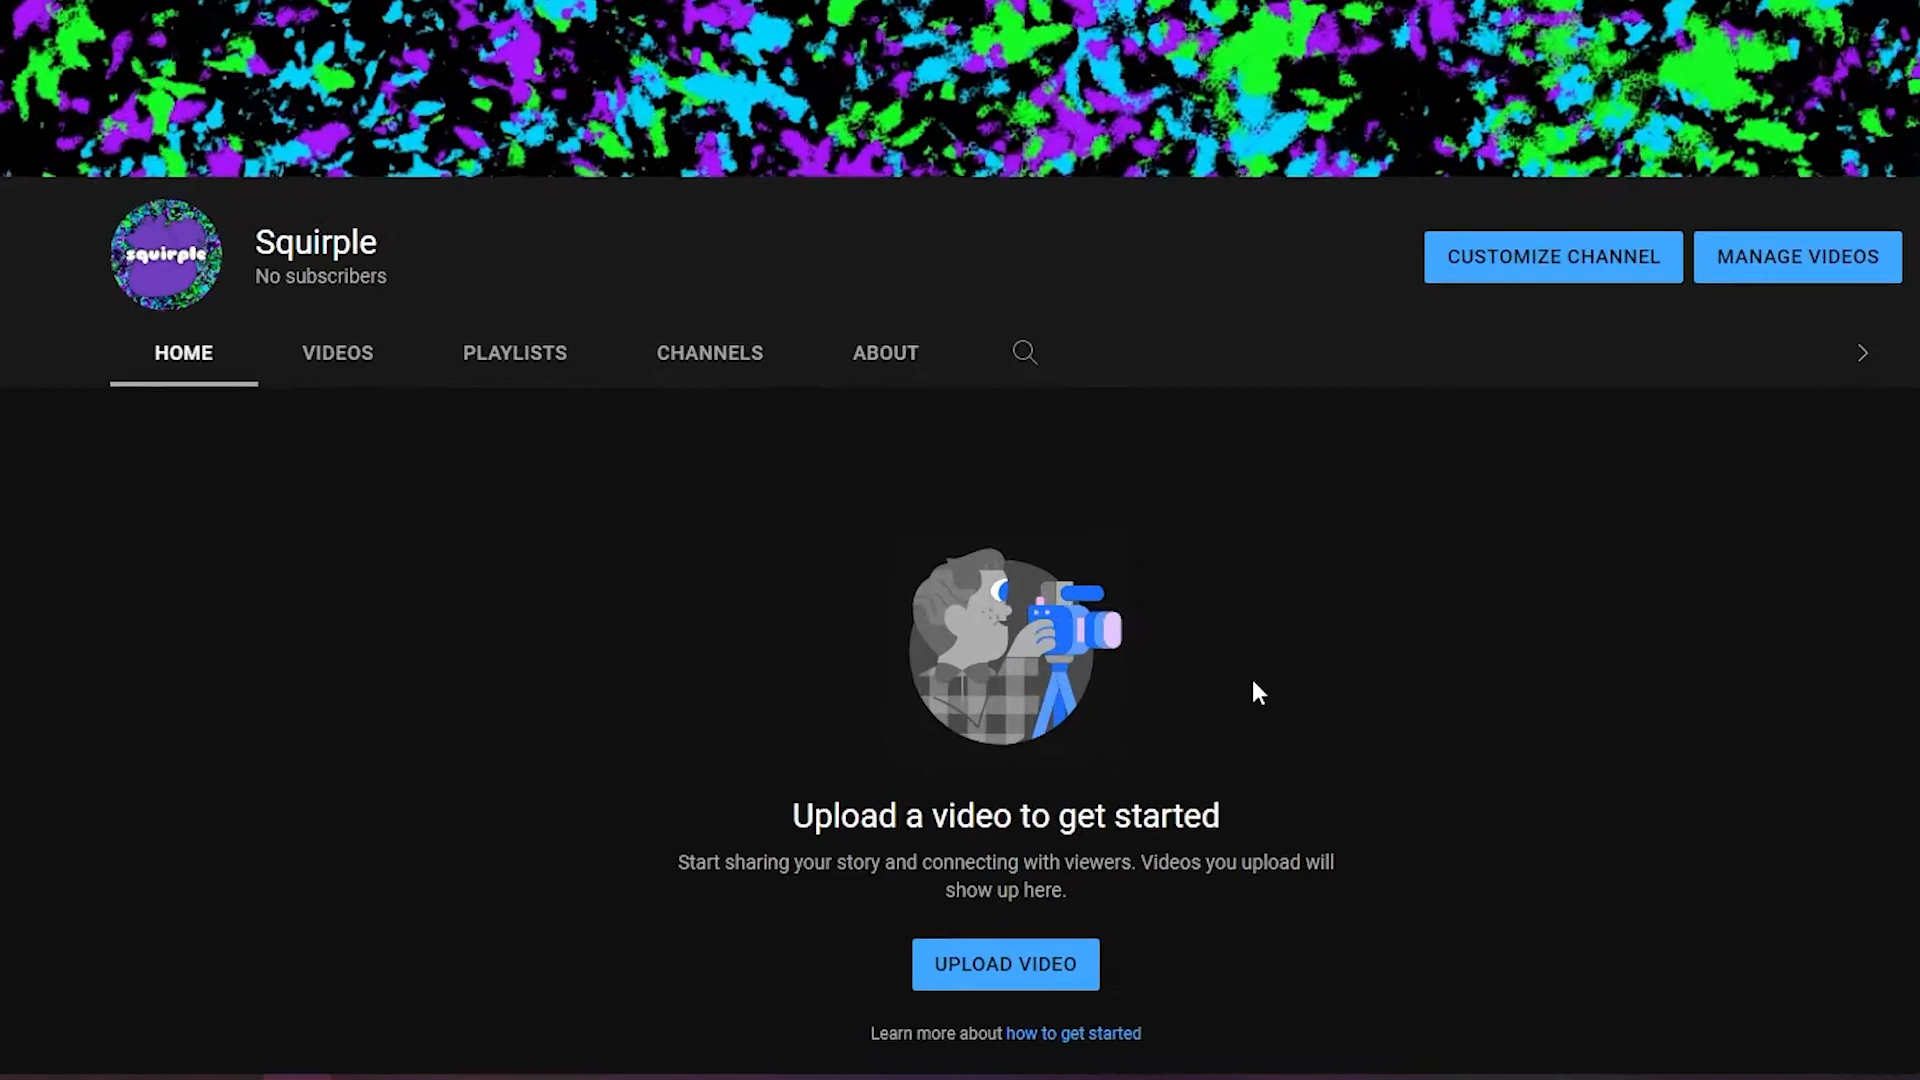 squirple
Squirple
No subscribers
CUSTOMIZE CHANNEL
MANAGE VIDEOS
HOME
VIDEOS
PLAYLISTS
CHANNELS
ABOUT
Upload a video to get started
Start sharing your story and connecting with viewers. Videos you upload will
show up here.
UPLOAD VIDEO
Learn more about how to get started